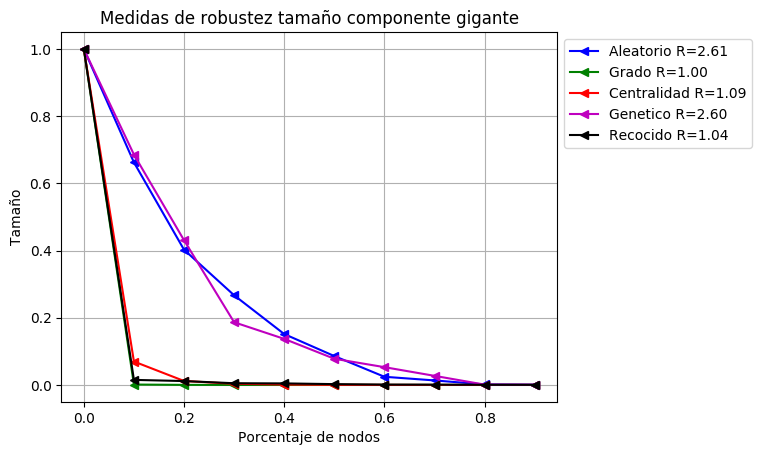 Medidas de robustez tamaño componente gigante
Aleatorio R=2.61
Grado R=1.00
Centralidad R=1.09
Genetico R=2.60
Recocido R=1.04
1.0
0.8
0.6
0.4
0.2
0.0
Tamaño
0.0 0.2 0.4 0.6 0.8
Porcentaje de nodos